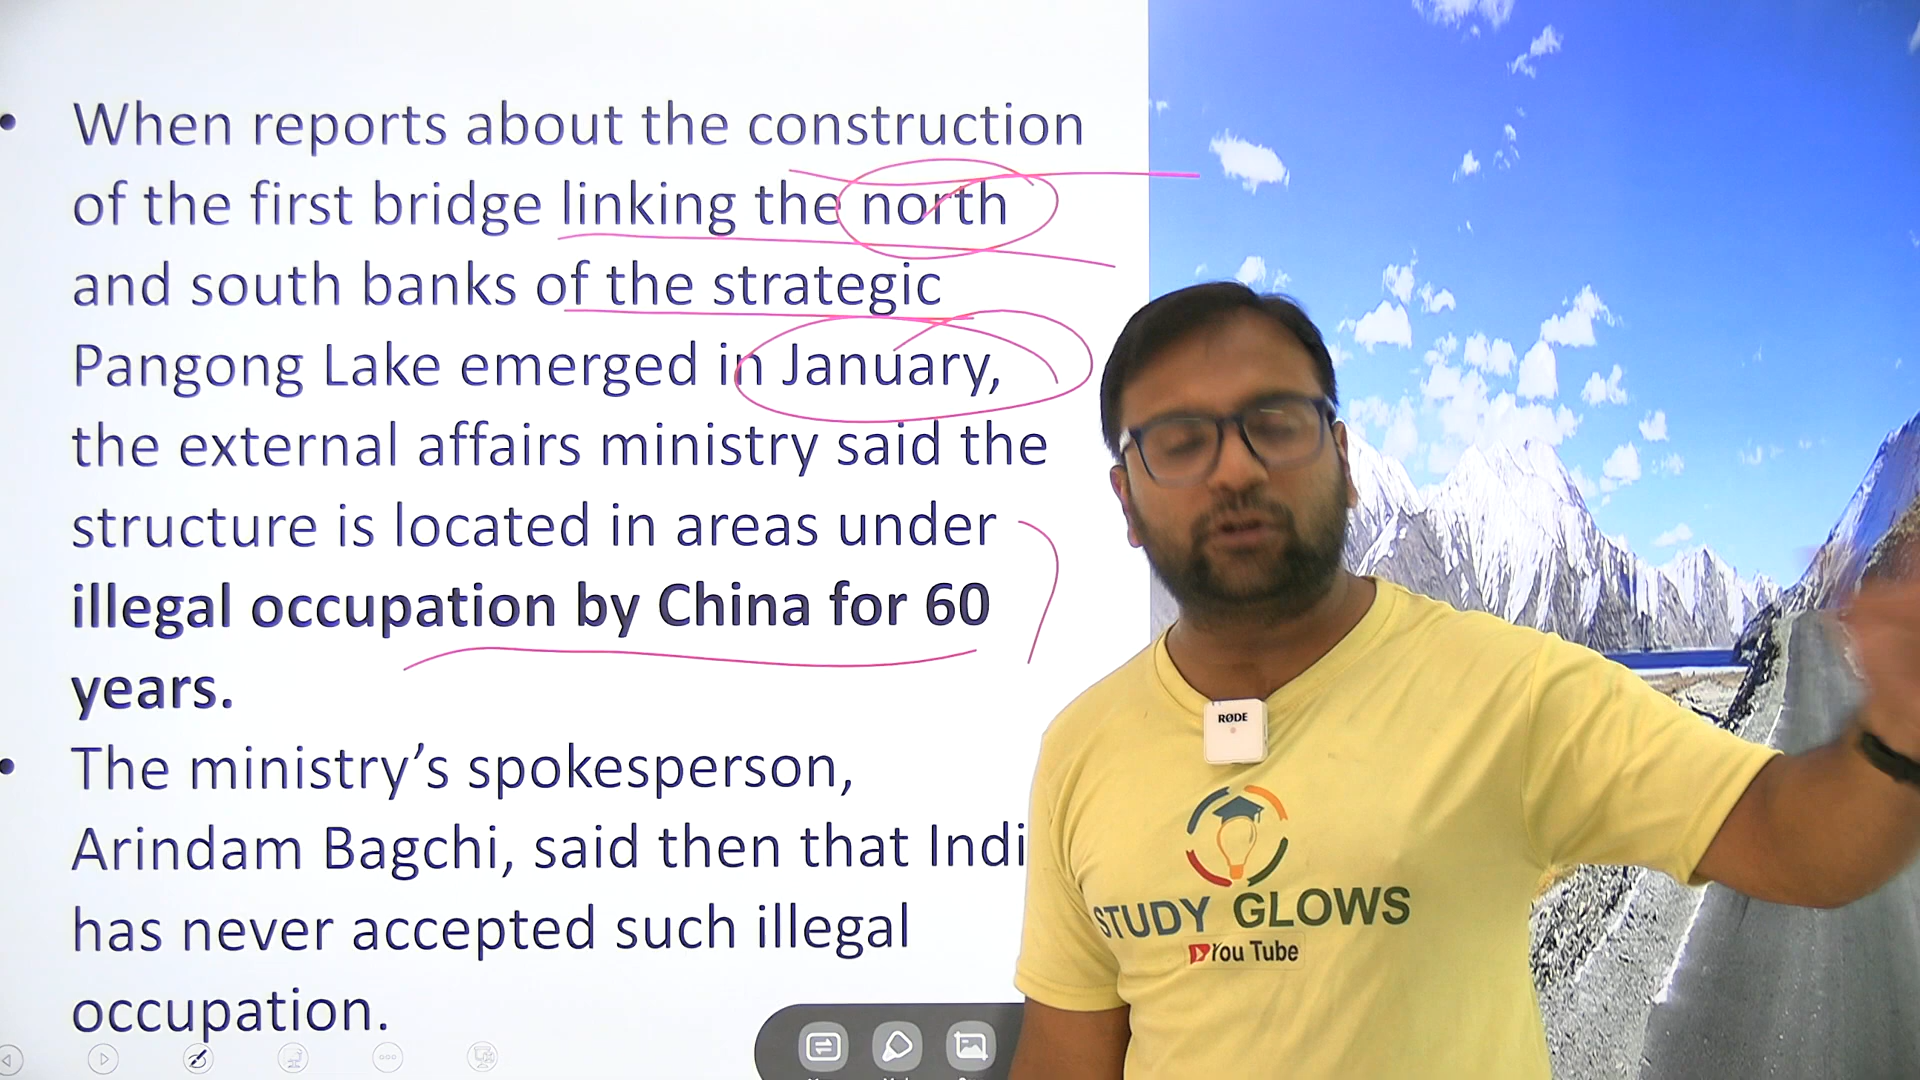 • When reports about the construction
of the first bridge linking the north
and south banks of the strategic
Pangong Lake emerged in January,
the external affairs ministry said the
structure is located in areas under
illegal occupation by China for 60
years.
• The ministry’s spokesperson,
Arindam Bagchi, said then that Indi
has never accepted such illegal
occupation.
RØDE
STUDY GLOWS
You Tube